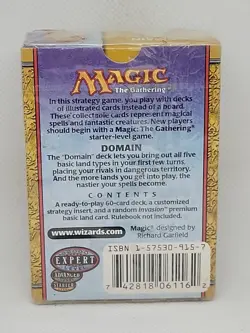 MAGIC
The Gathering®
In this strategy game, you play with decks
of illustrated cards instead of a board.
These collectible cards represent magical
spells and fantastic creatures. New players
should begin with a Magic: The Gathering®
starter-level game.
DOMAIN
The "Domain" deck lets you bring out all five
basic land types in your first few turns,
placing your rivals in dangerous territory.
And the more lands you get into play, the
nastier your spells become.
CONTENTS
A ready-to-play 60-card deck, a customized
strategy insert, and a random Invasion™ premium
basic land card. Rulebook not included.
www.wizards.com
Magic® designed by
Richard Garfield
ISBN 1-57530-915-7
EXPERT
ADVANCED
STARTER
7 42818 06116